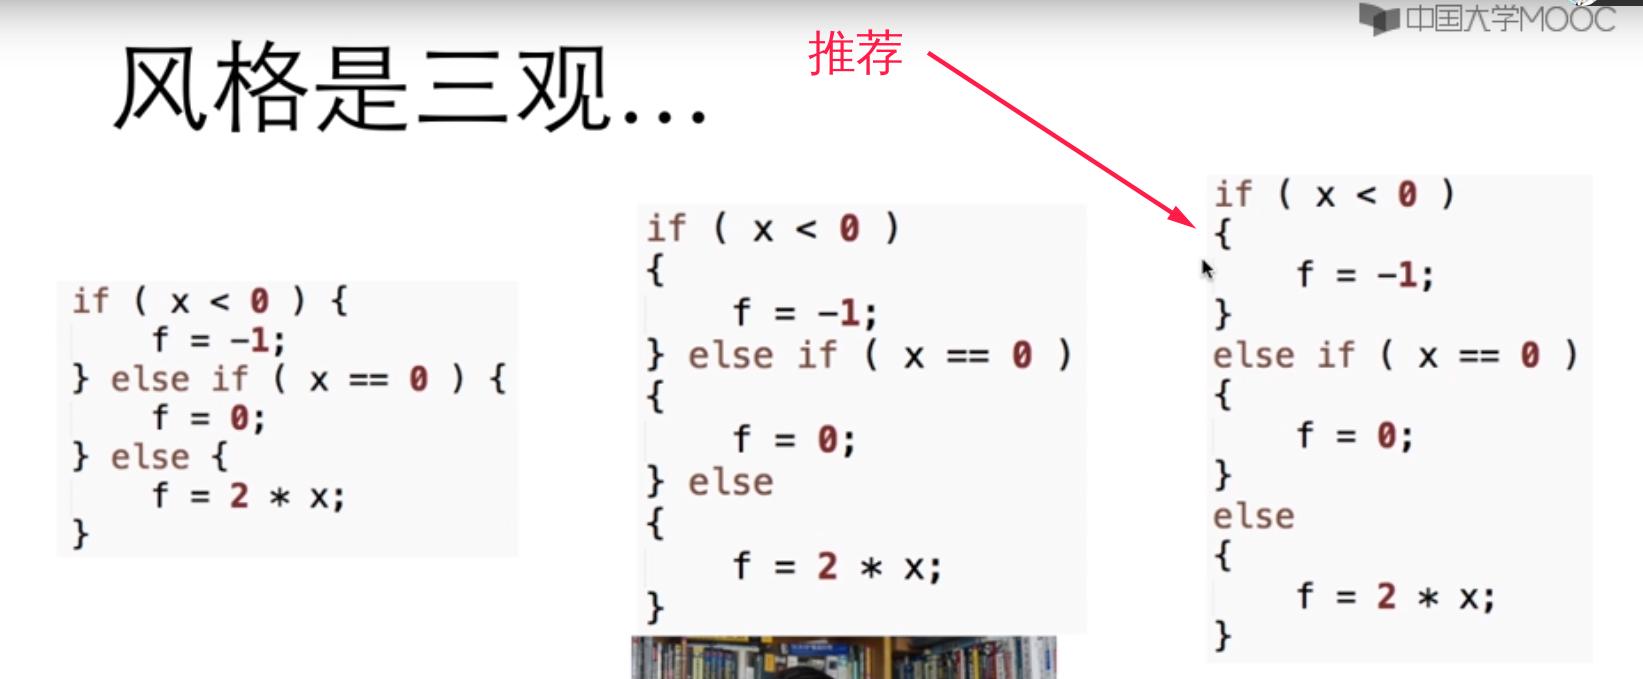 中国大学MOOC
风格是三观...
推荐
if ( x < 0 ) {
    f = -1;
} else if ( x == 0 ) {
    f = 0;
} else {
    f = 2 * x;
}
if ( x < 0 )
{
    f = -1;
} else if ( x == 0 )
{
    f = 0;
} else
{
    f = 2 * x;
}
if ( x < 0 )
{
    f = -1;
}
else if ( x == 0 )
{
    f = 0;
}
else
{
    f = 2 * x;
}